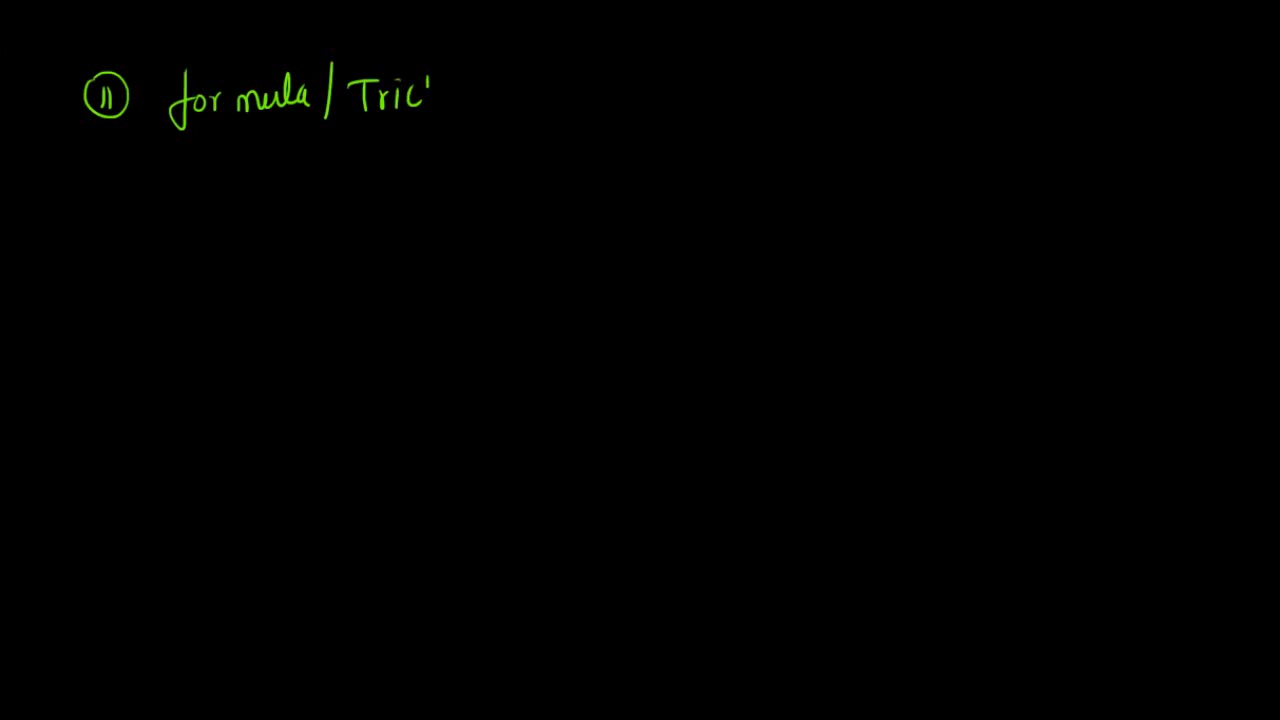 ⑪ formula / Tric'